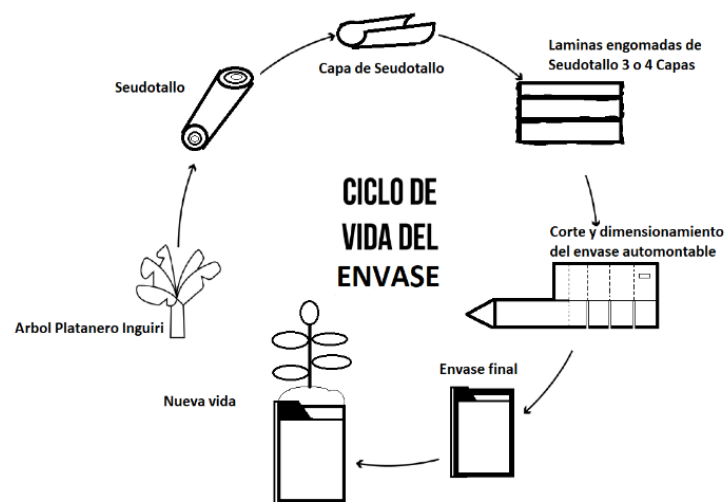 Laminas engomadas de
Seudotallo 3 o 4 Capas
Capa de Seudotallo
Seudotallo
CICLO DE
VIDA DEL
ENVASE
Corte y dimensionamiento
del envase automontable
Arbol Platanero Inguiri
Envase final
Nueva vida